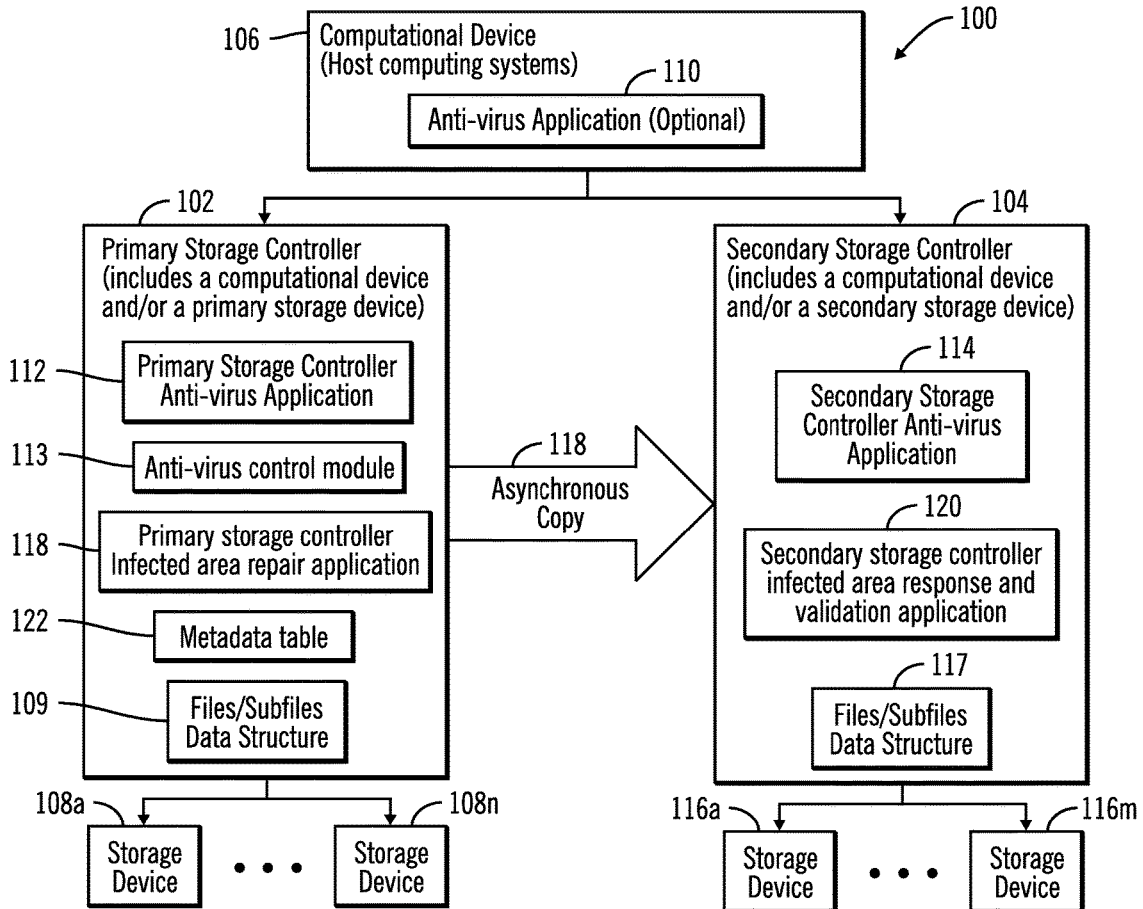 106
Computational Device
(Host computing systems)
100
110
Anti-virus Application (Optional)
102
Primary Storage Controller
(includes a computational device
and/or a primary storage device)
112
Primary Storage Controller
Anti-virus Application
113
Anti-virus control module
118
Primary storage controller
Infected area repair application
122
Metadata table
109
Files/Subfiles
Data Structure
118
Asynchronous
Copy
104
Secondary Storage Controller
(includes a computational device
and/or a secondary storage device)
114
Secondary Storage
Controller Anti-virus
Application
120
Secondary storage controller
infected area response and
validation application
117
Files/Subfiles
Data Structure
108a
Storage
Device
108n
Storage
Device
116a
Storage
Device
116m
Storage
Device